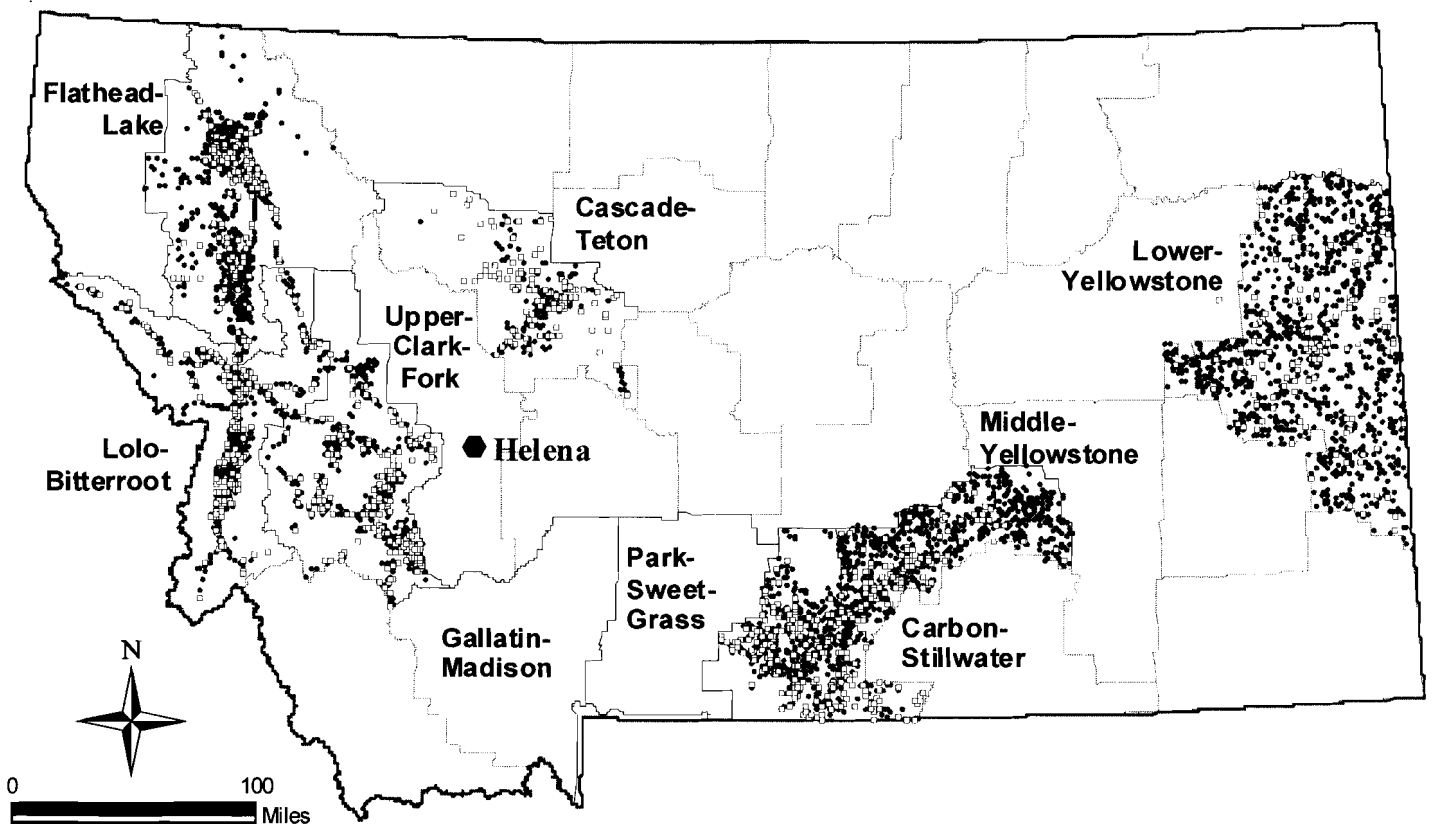 Flathead-
Lake
Cascade-
Teton
Lower-
Yellowstone
Upper-
Clark-
Fork
Middle-
Yellowstone
Helena
Lolo-
Bitterroot
Park-
Sweet-
Grass
Gallatin-
Madison
Carbon-
Stillwater
N
0 100
Miles